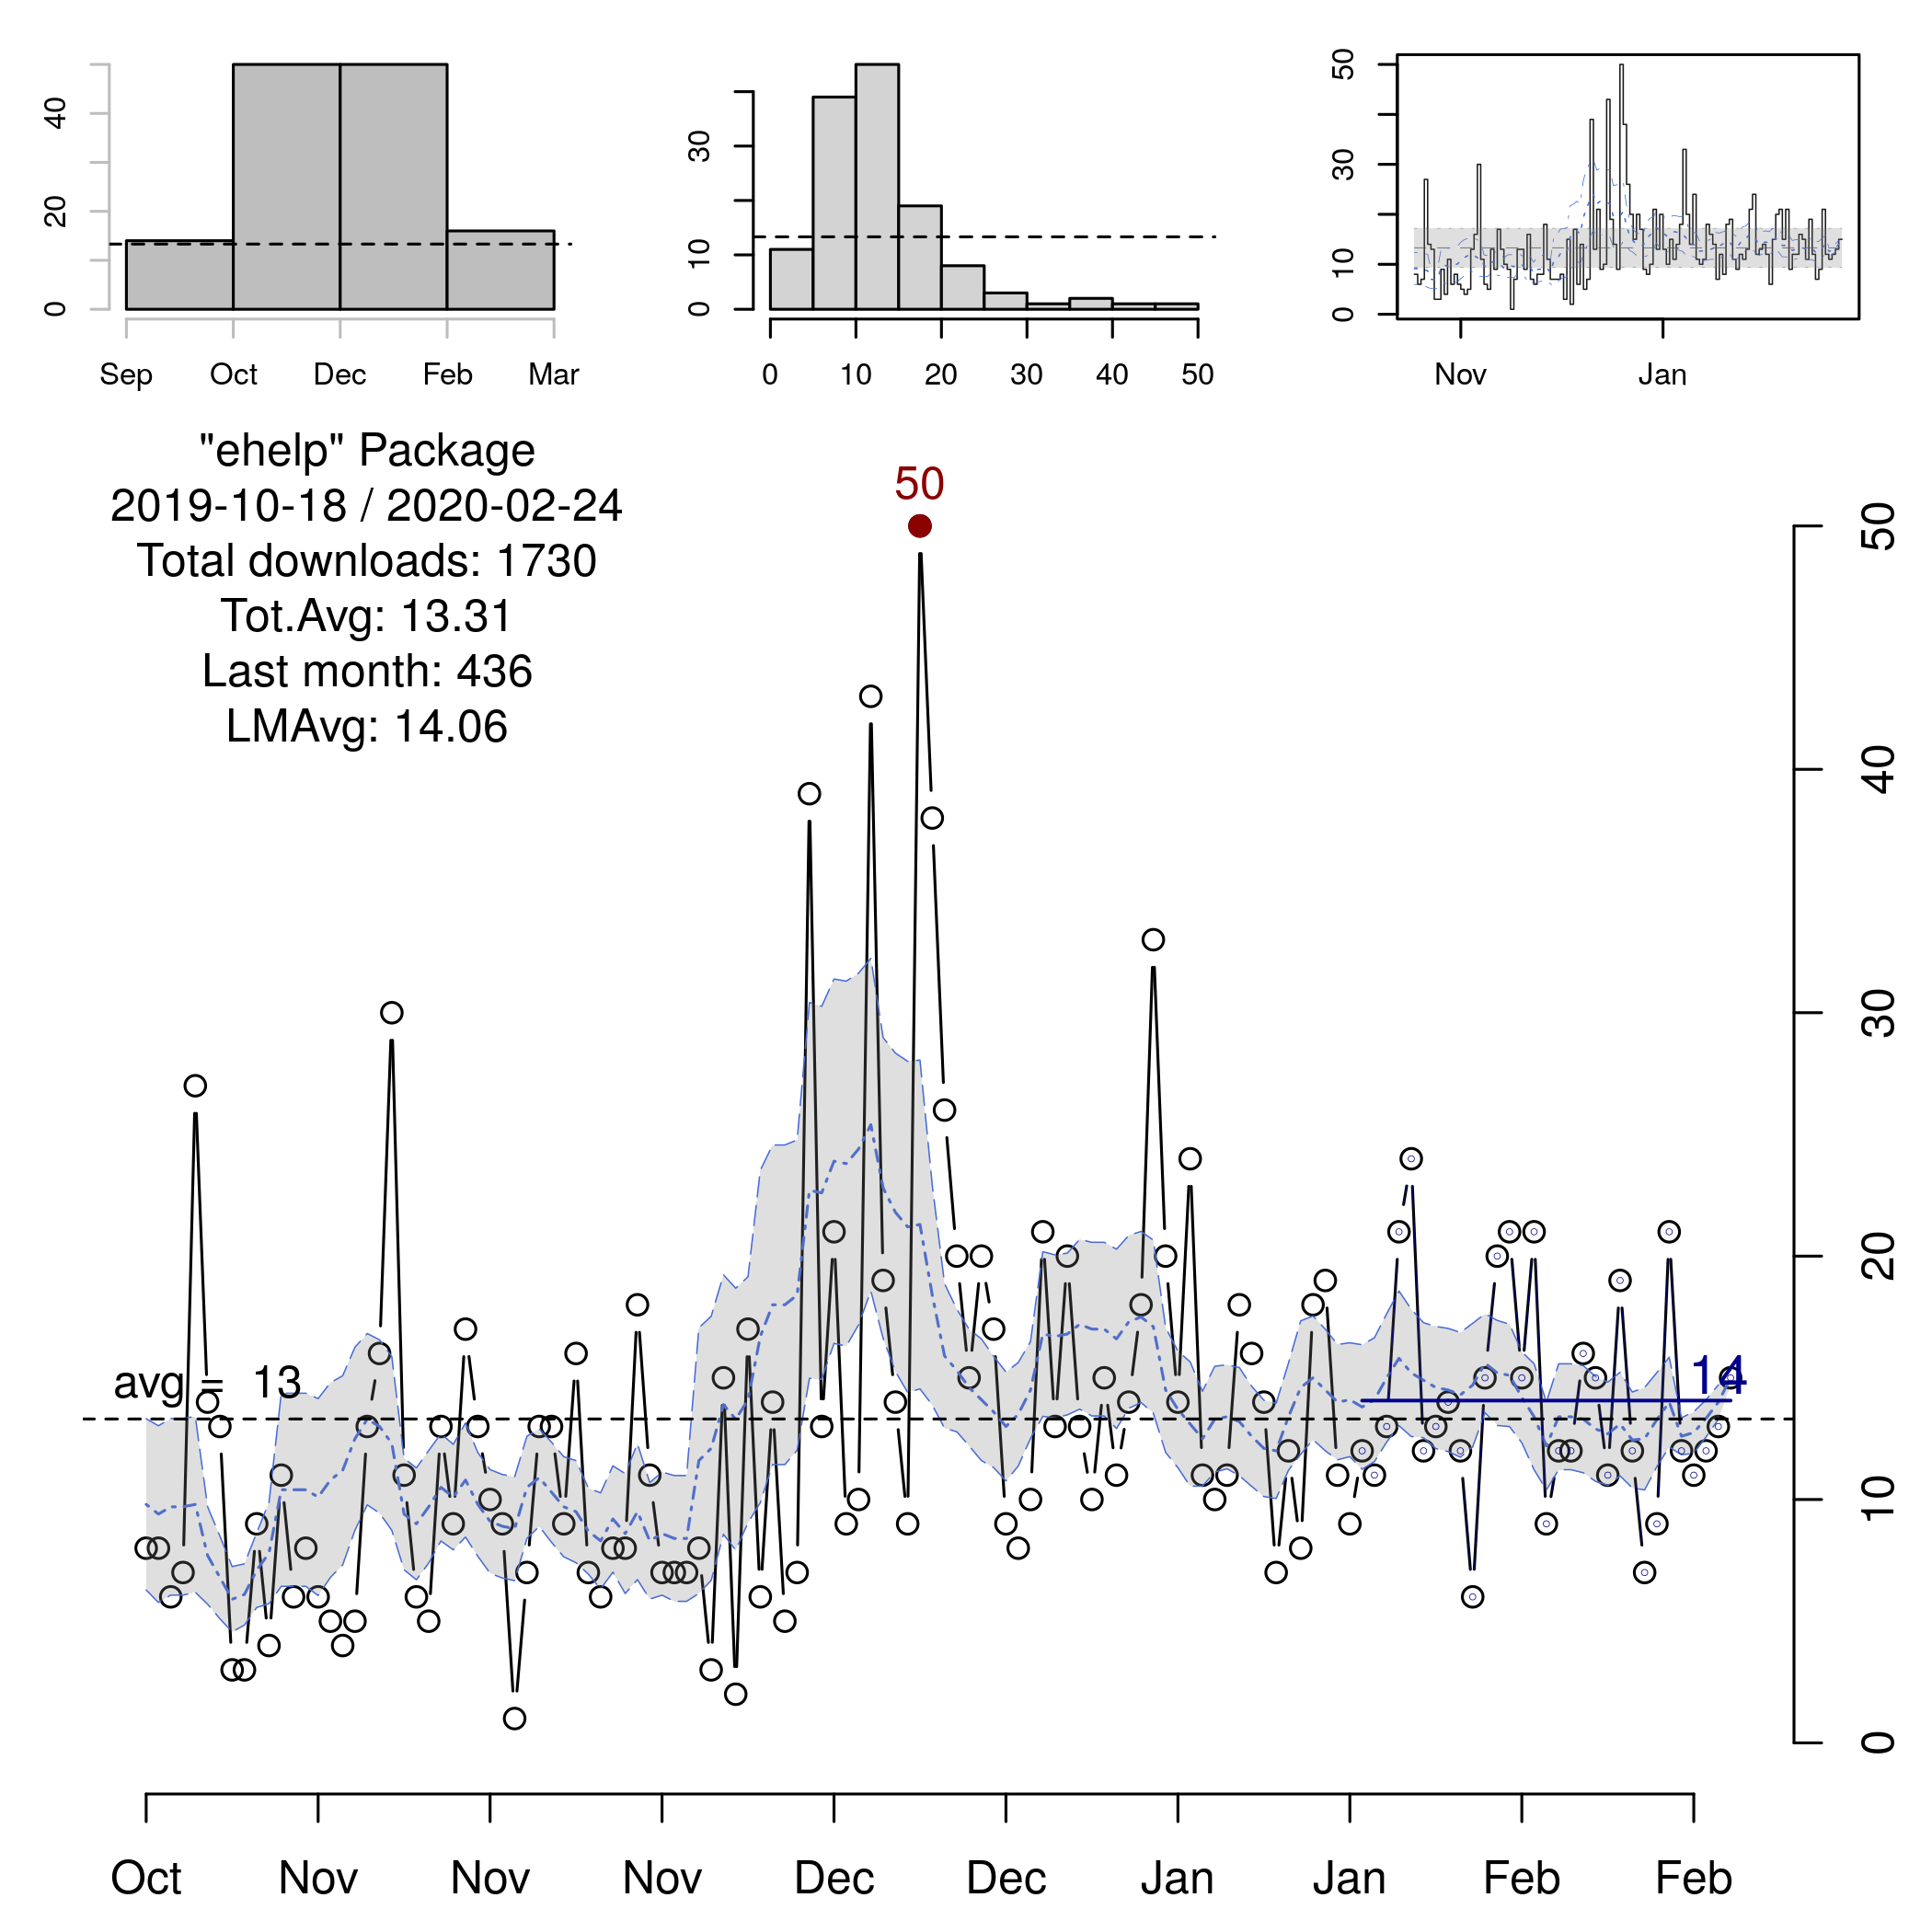 40
20
0
Sep Oct Dec Feb Mar
30
10
0
0 10 20 30 40 50
50
30
10
0
Nov Jan
"ehelp" Package
2019-10-18 / 2020-02-24
Total downloads: 1730
Tot.Avg: 13.31
Last month: 436
LMAvg: 14.06
50
avg = 13
14
50
40
30
20
10
0
Oct Nov Nov Nov Dec Dec Jan Jan Feb Feb